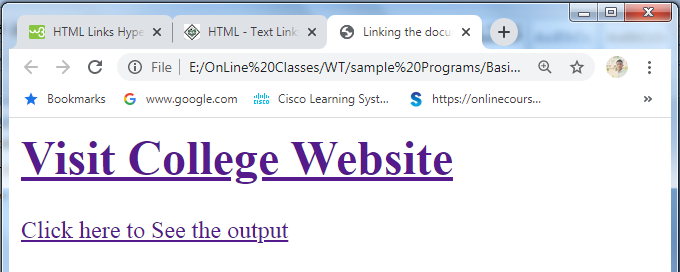 HTML Links Hype
HTML - Text Link
Linking the docu
File | E:/OnLine%20Classes/WT/sample%20Programs/Basi...
Bookmarks
www.google.com
Cisco Learning Syst...
https://onlinecours...
Visit College Website
Click here to See the output